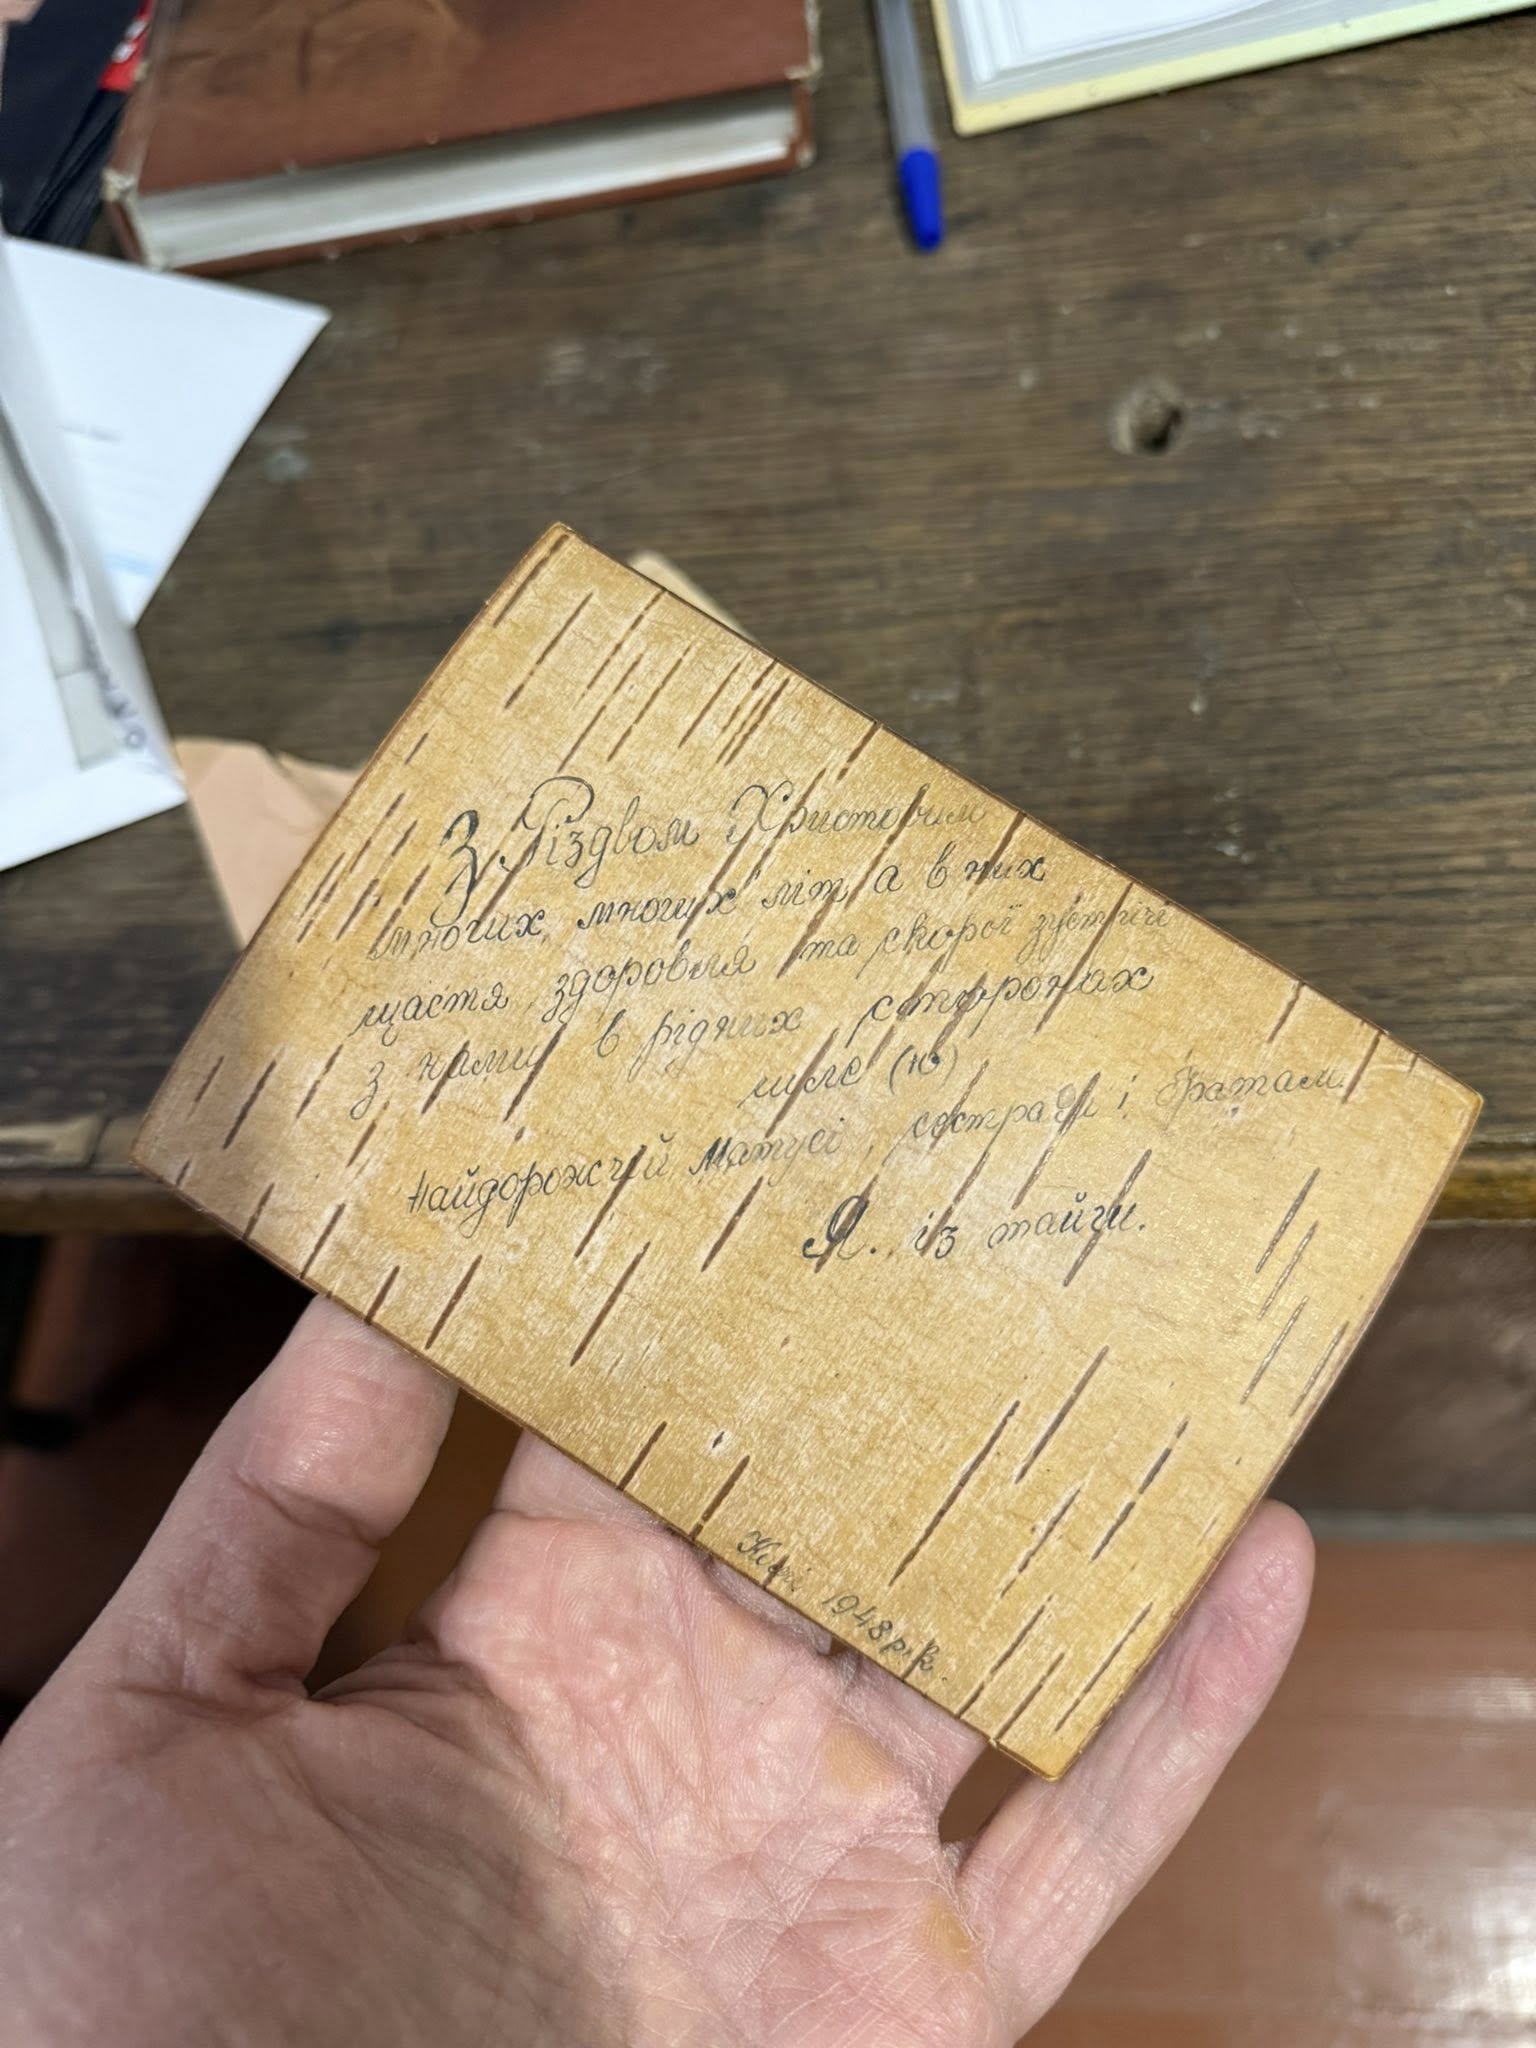 З Різдвом Христовим
многих, многих літ а в них
щастя, здоровля та скорої зустрічі
з нами в рідних сторонах
шле (ю)
Найдорожчій Матусі, сестрам і братам.
Я. із тайги.
1948 р.